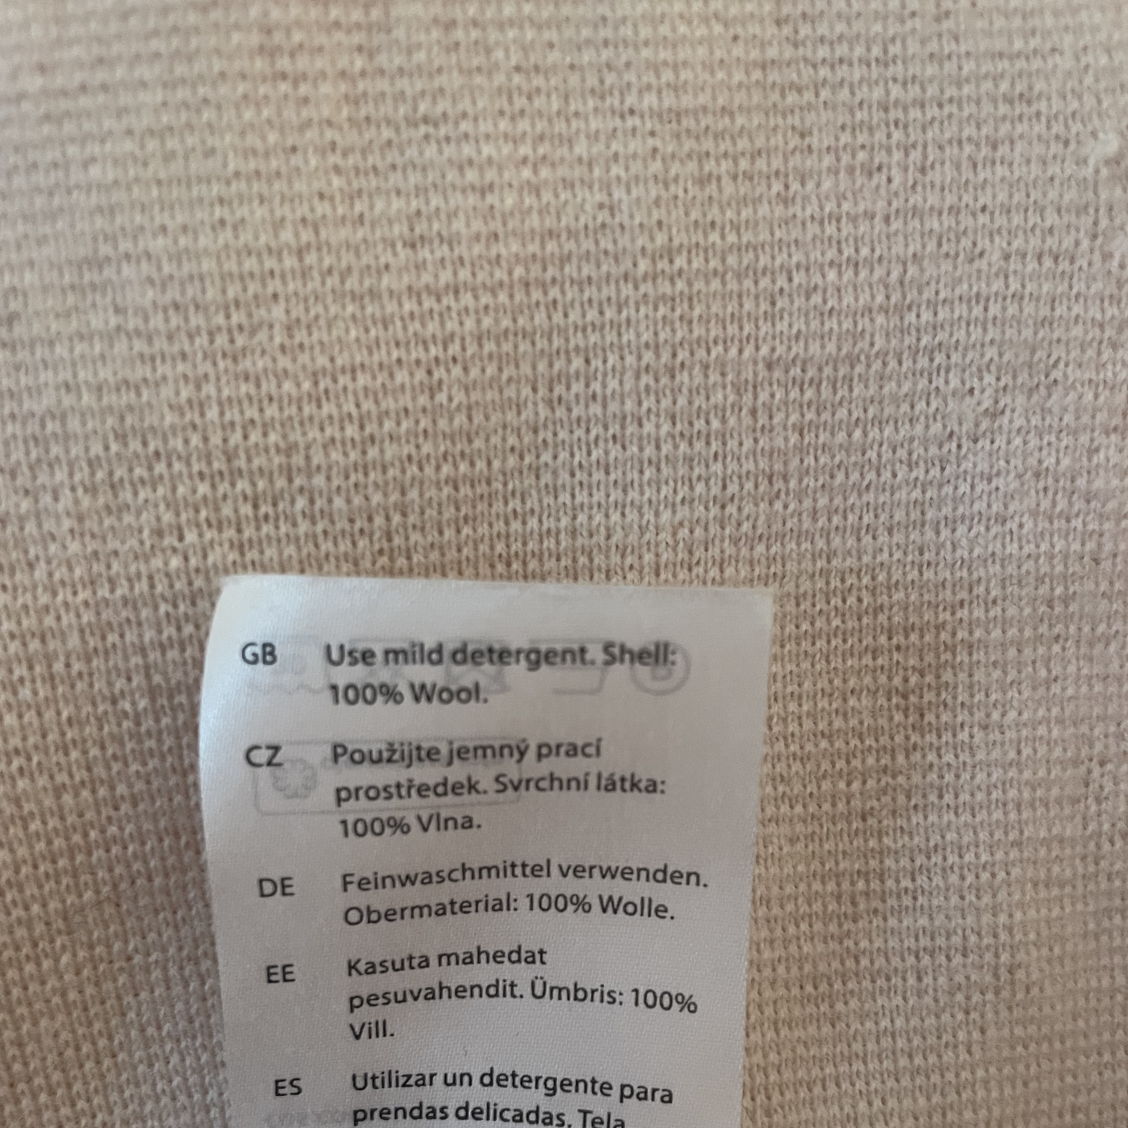 GB Use mild detergent. Shell:
100% Wool.
CZ Použijte jemný prací
prostředek. Svrchní látka:
100% Vlna.
DE Feinwaschmittel verwenden.
Obermaterial: 100% Wolle.
EE Kasuta mahedat
pesuvahendit. Ümbris: 100%
Vill.
ES Utilizar un detergente para
prendas delicadas. Tela